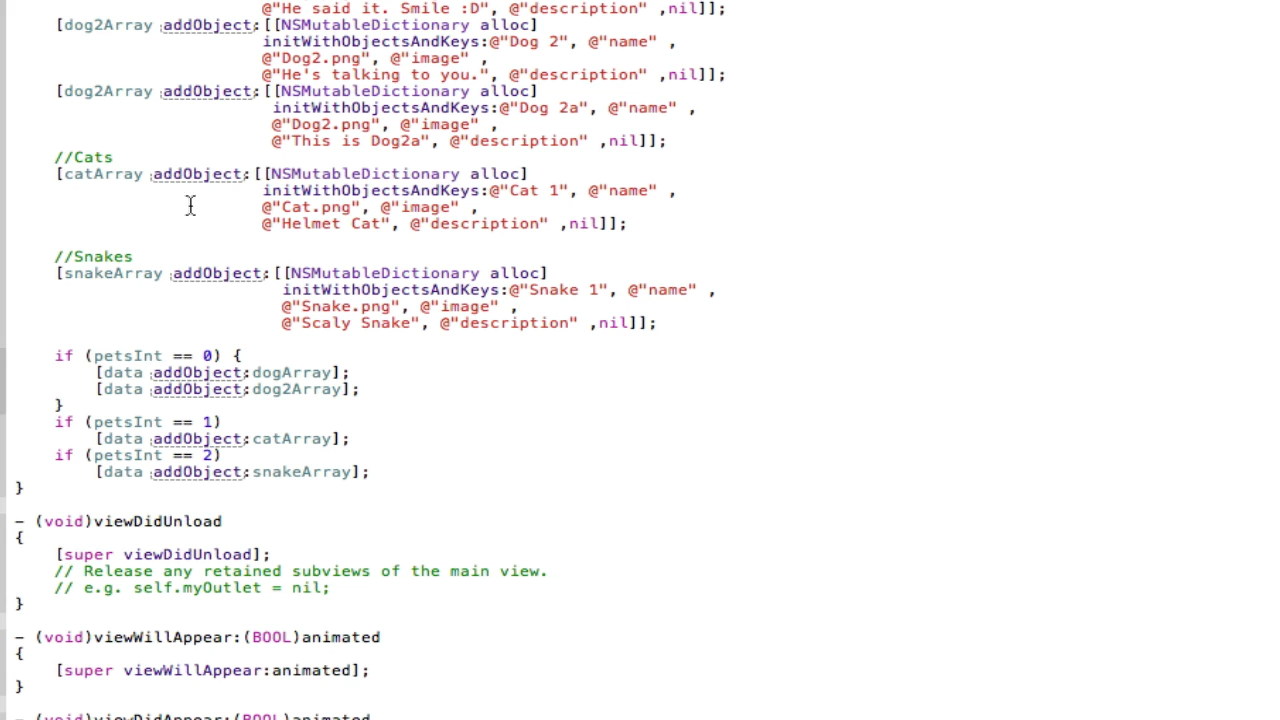 @"He said it. Smile :D", @"description" ,nil]];
[dog2Array addObject:[[NSMutableDictionary alloc]
initWithObjectsAndKeys:@"Dog 2", @"name" ,
@"Dog2.png", @"image" ,
@"He's talking to you.", @"description" ,nil]];
[dog2Array addObject:[[NSMutableDictionary alloc]
initWithObjectsAndKeys:@"Dog 2a", @"name" ,
@"Dog2.png", @"image" ,
@"This is Dog2a", @"description" ,nil]];
//Cats
[catArray addObject:[[NSMutableDictionary alloc]
initWithObjectsAndKeys:@"Cat 1", @"name" ,
@"Cat.png", @"image" ,
@"Helmet Cat", @"description" ,nil]];
//Snakes
[snakeArray addObject:[[NSMutableDictionary alloc]
initWithObjectsAndKeys:@"Snake 1", @"name" ,
@"Snake.png", @"image" ,
@"Scaly Snake", @"description" ,nil]];
if (petsInt == 0) {
[data addObject:dogArray];
[data addObject:dog2Array];
}
if (petsInt == 1)
[data addObject:catArray];
if (petsInt == 2)
[data addObject:snakeArray];
}
- (void)viewDidUnload
{
[super viewDidUnload];
// Release any retained subviews of the main view.
// e.g. self.myOutlet = nil;
}
- (void)viewWillAppear:(BOOL)animated
{
[super viewWillAppear:animated];
}
- (void)viewDidAppear:(BOOL)animated